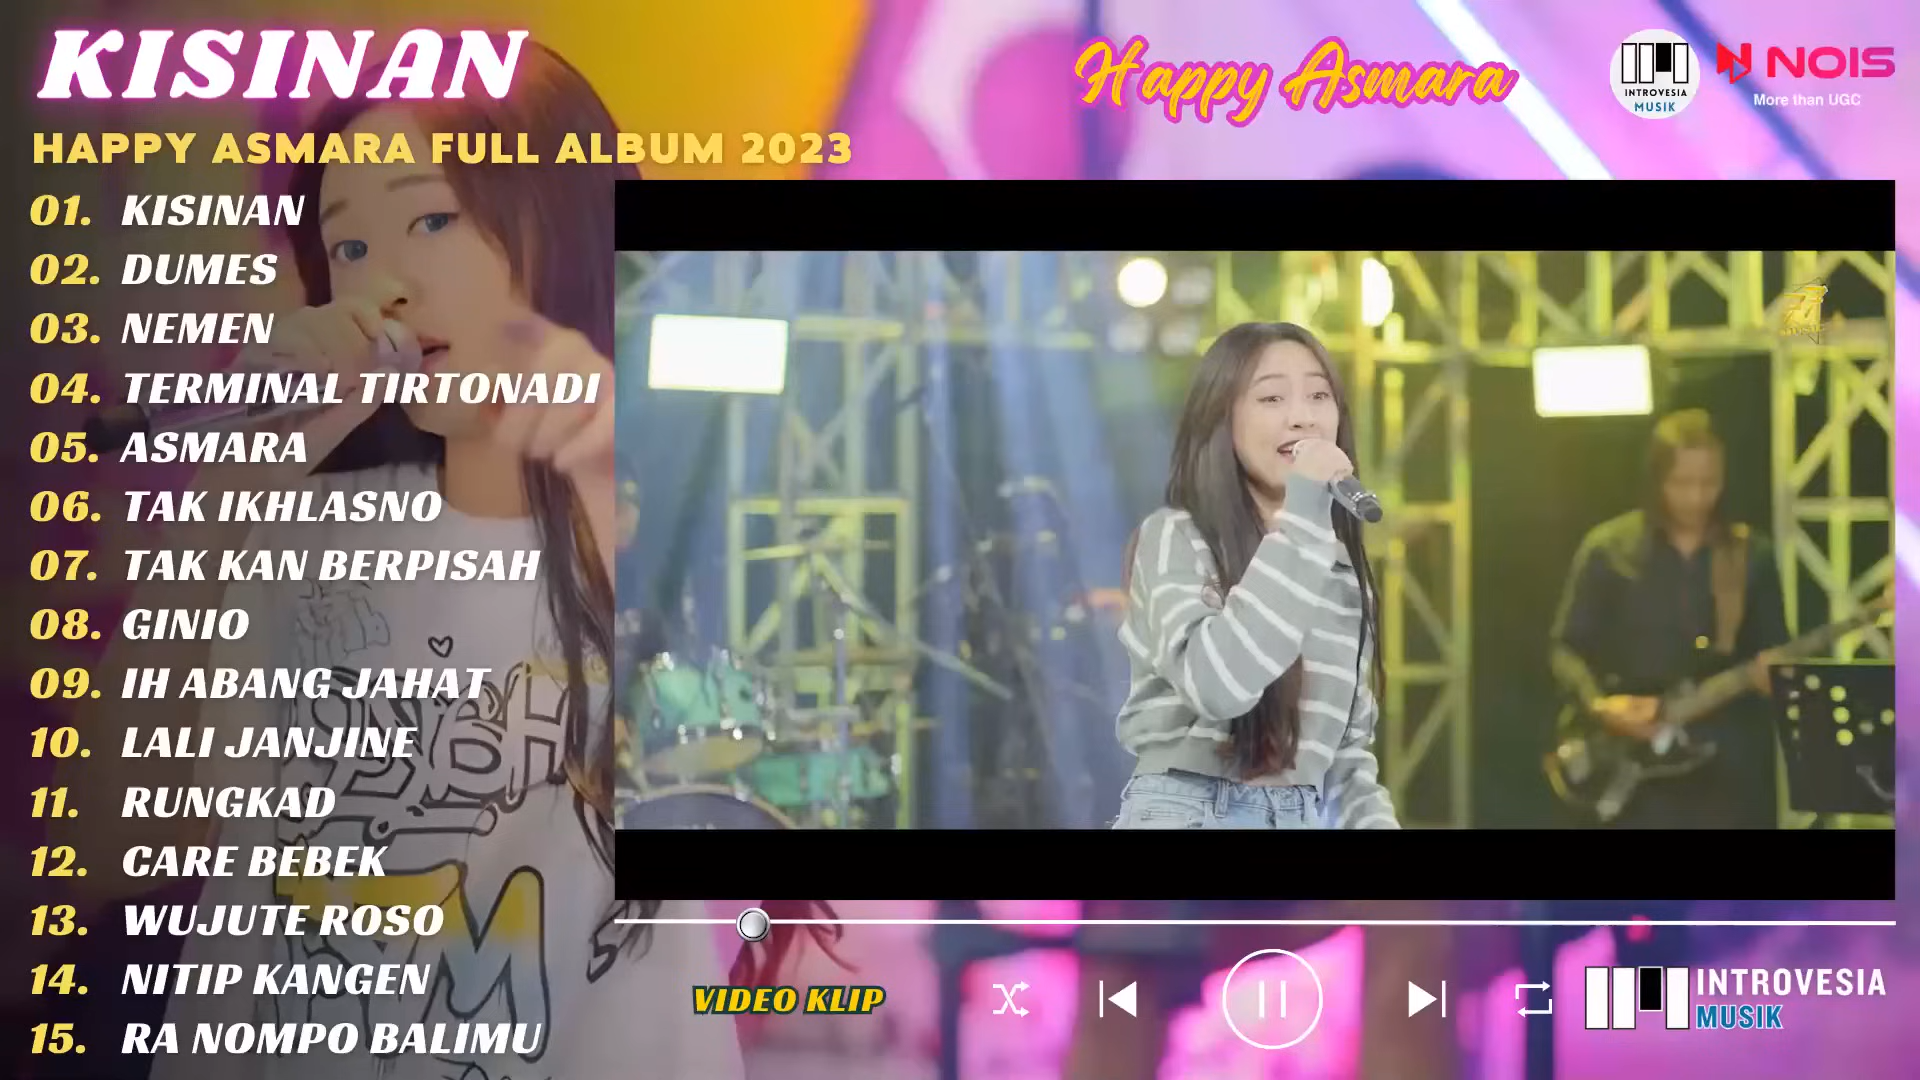 KISINAN
Happy Asmara
INTROVESIA
MUSIK
NOIS
More than UGC
HAPPY ASMARA FULL ALBUM 2023
01. KISINAN
02. DUMES
03. NEMEN
04. TERMINAL TIRTONADI
05. ASMARA
06. TAK IKHLASNO
07. TAK KAN BERPISAH
08. GINIO
09. IH ABANG JAHAT
10. LALI JANJINE
11. RUNGKAD
12. CARE BEBEK
13. WUJUTE ROSO
14. NITIP KANGEN
15. RA NOMPO BALIMU
VIDEO KLIP
INTROVESIA
MUSIK